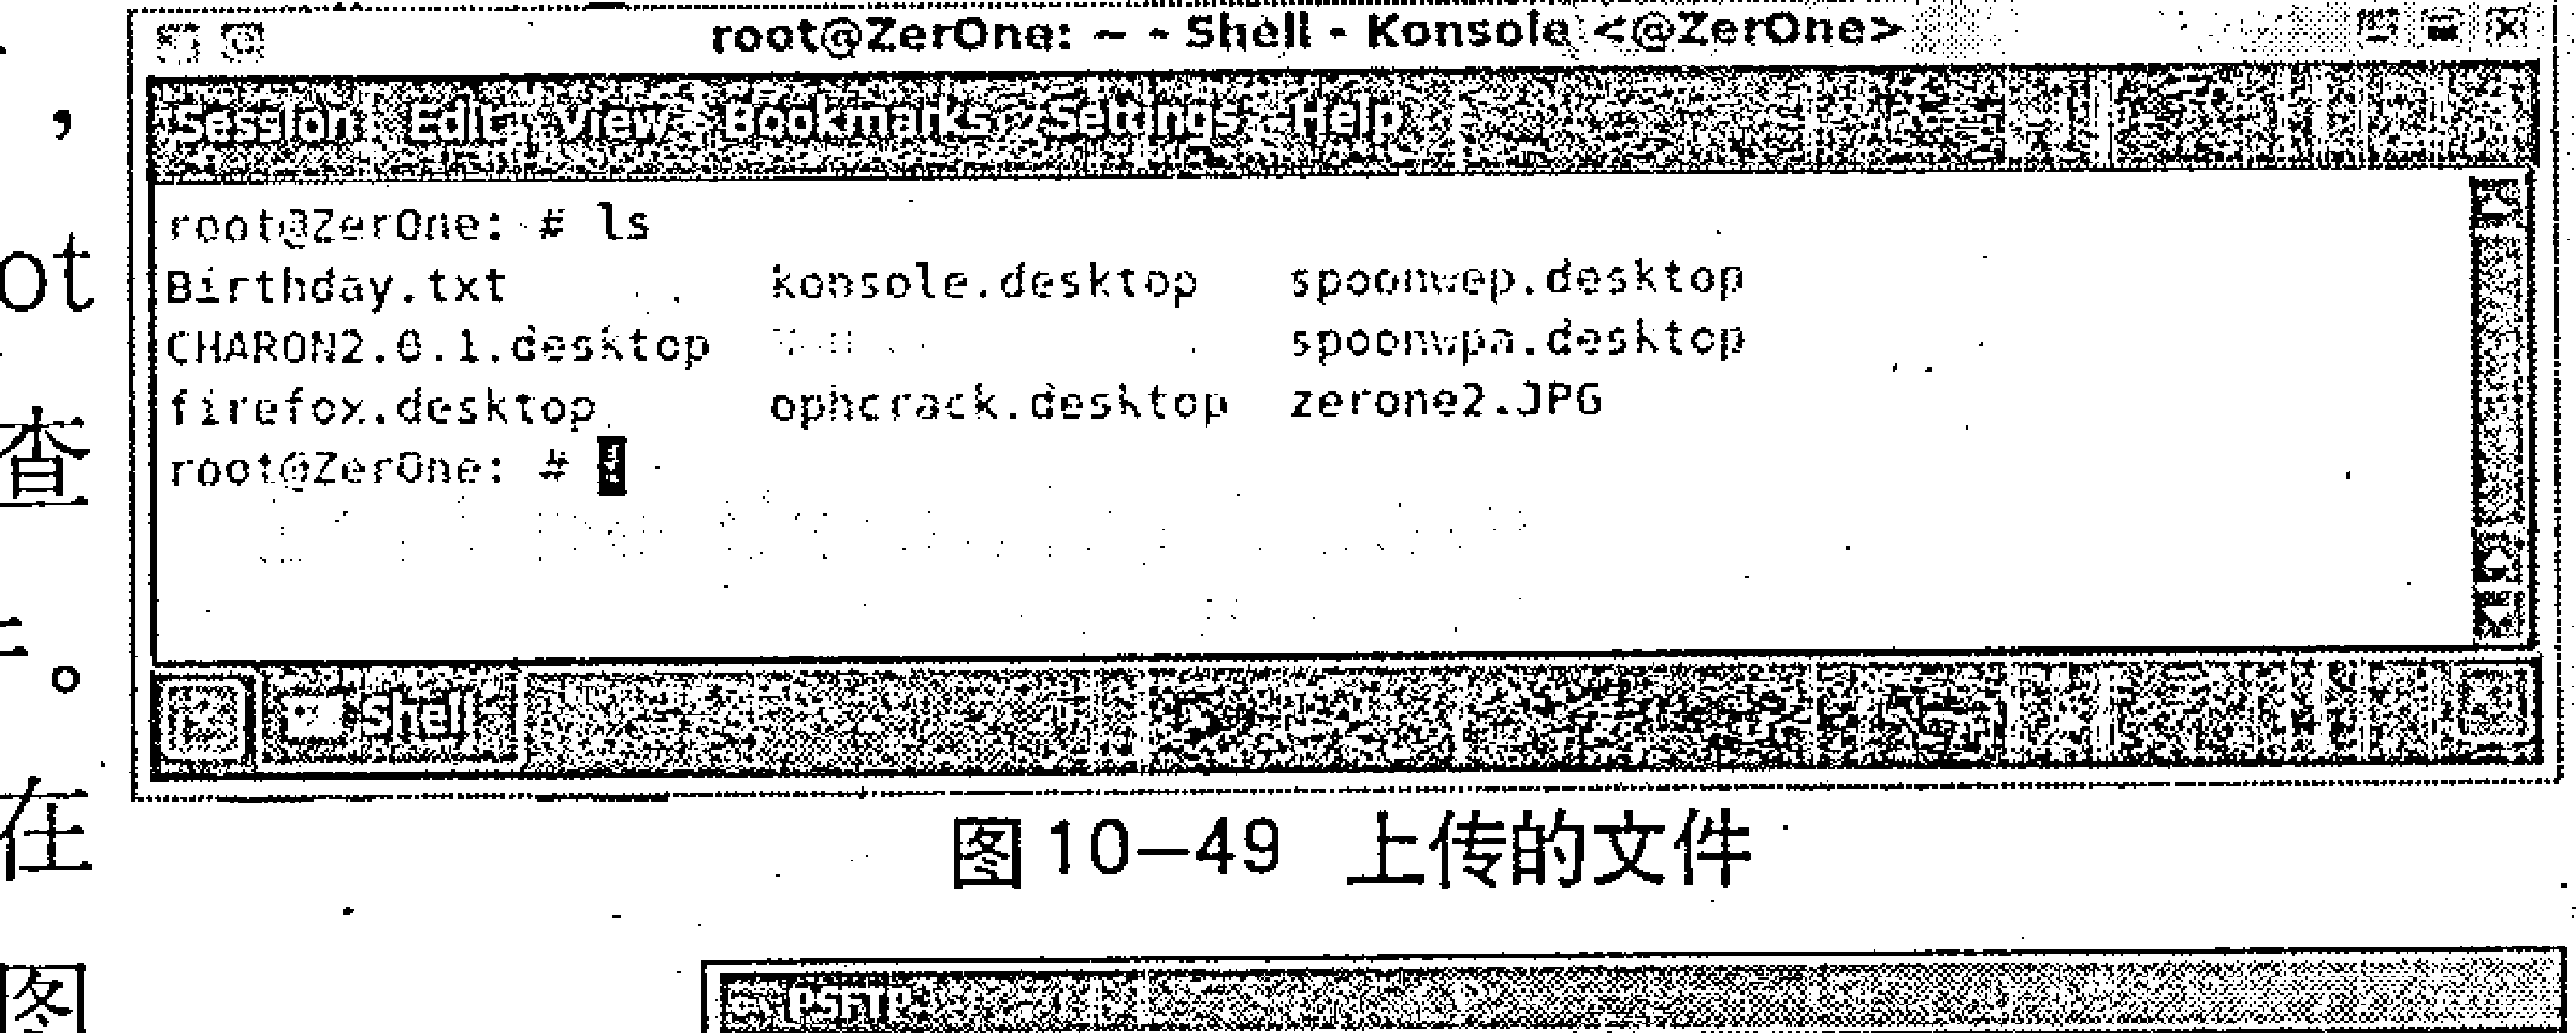 ,
root@ZerOne: ~ - Shell - Konsole <@ZerOne>
Session Edit View Bookmarks Settings Help
root@ZerOne: # ls
ot
Birthday.txt konsole.desktop spoonwep.desktop
CHARON2.0.1.desktop spoonwpa.desktop
firefox.desktop ophcrack.desktop zerone2.JPG
查
root@ZerOne: #
。
Shell
在
图10-49 上传的文件
图
PSFTP